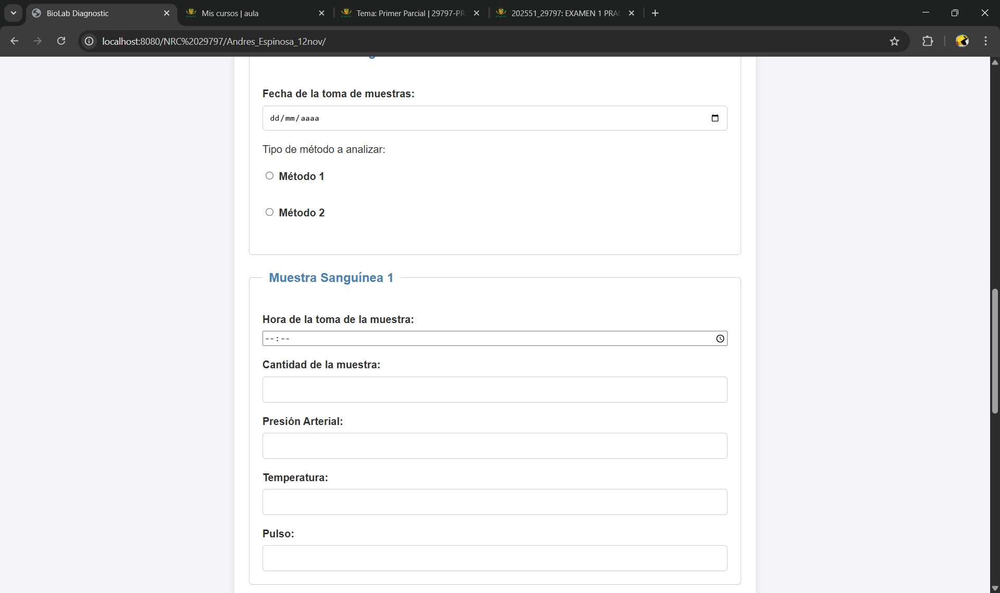 BioLab Diagnostic
Mis cursos | aula
Tema: Primer Parcial | 29797-PR
202551_29797: EXAMEN 1 PRAC
localhost:8080/NRC%2029797/Andres_Espinosa_12nov/
Fecha de la toma de muestras:
dd/mm/aaaa
Tipo de método a analizar:
Método 1
Método 2
Muestra Sanguínea 1
Hora de la toma de la muestra:
--:--
Cantidad de la muestra:
Presión Arterial:
Temperatura:
Pulso: